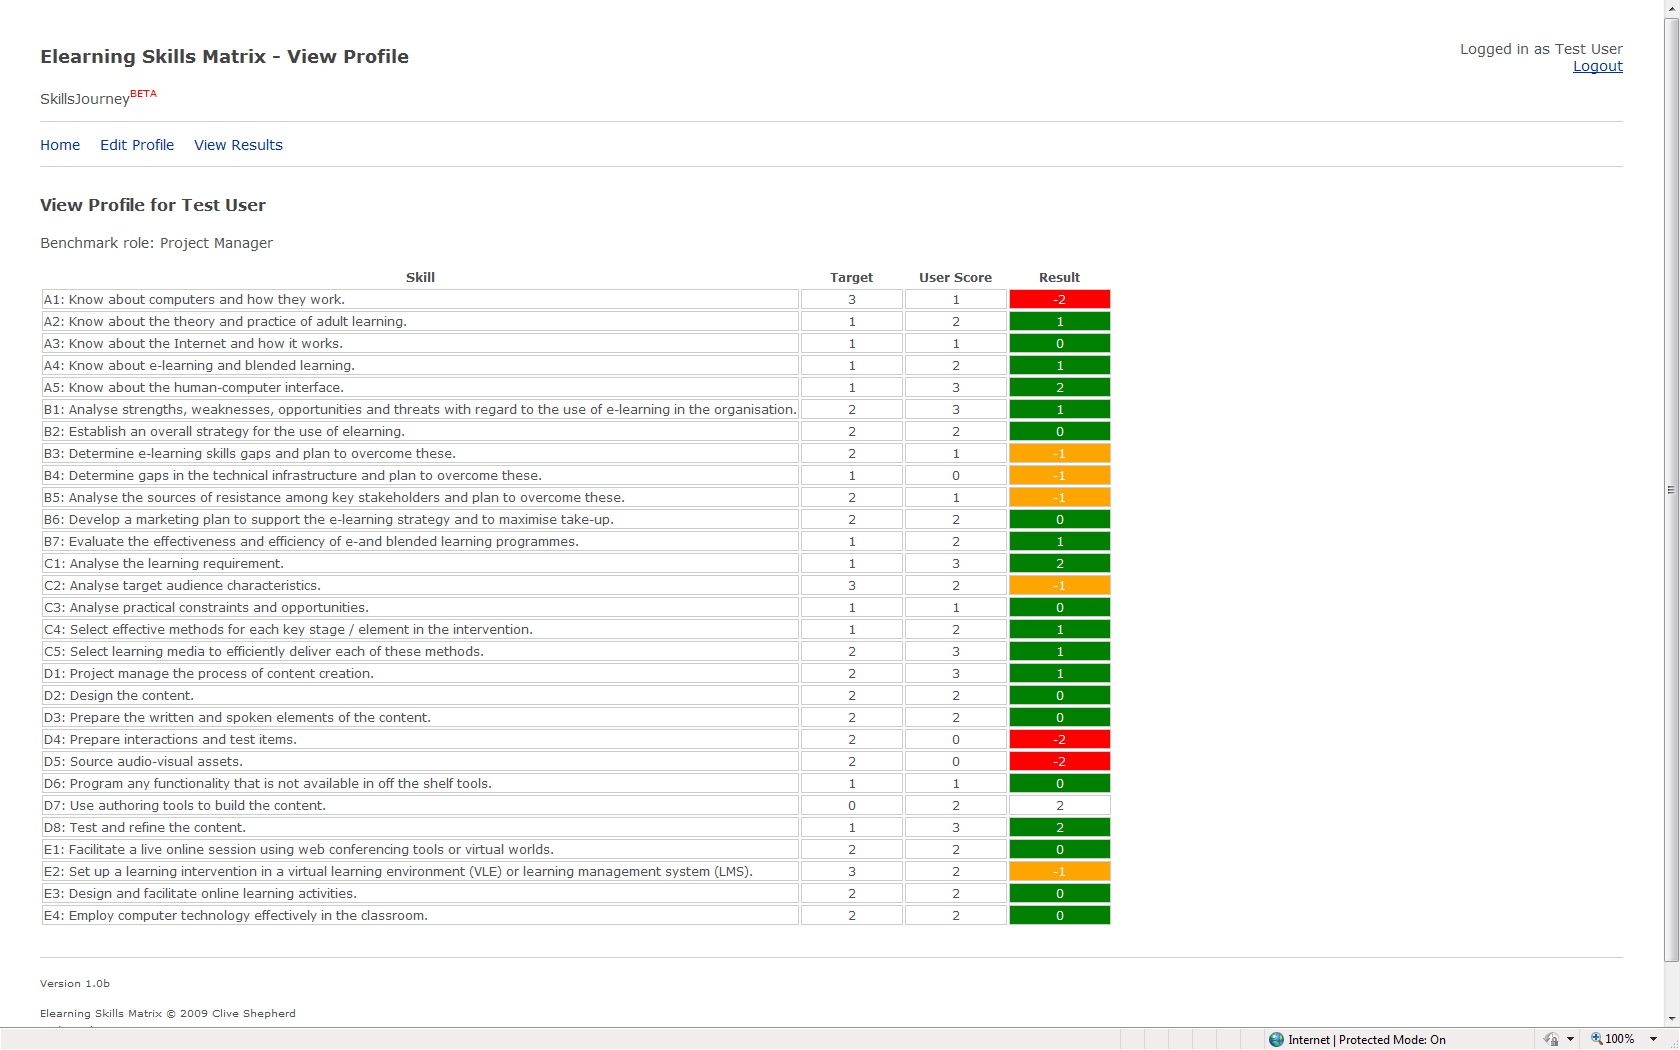 Elearning Skills Matrix - View Profile
Logged in as Test User
Logout
SkillsJourneyBETA
Home Edit Profile View Results
View Profile for Test User
Benchmark role: Project Manager
Skill Target User Score Result
A1: Know about computers and how they work. 3 1 -2
A2: Know about the theory and practice of adult learning. 1 2 1
A3: Know about the Internet and how it works. 1 1 0
A4: Know about e-learning and blended learning. 1 2 1
A5: Know about the human-computer interface. 1 3 2
B1: Analyse strengths, weaknesses, opportunities and threats with regard to the use of e-learning in the organisation. 2 3 1
B2: Establish an overall strategy for the use of elearning. 2 2 0
B3: Determine e-learning skills gaps and plan to overcome these. 2 1 -1
B4: Determine gaps in the technical infrastructure and plan to overcome these. 1 0 -1
B5: Analyse the sources of resistance among key stakeholders and plan to overcome these. 2 1 -1
B6: Develop a marketing plan to support the e-learning strategy and to maximise take-up. 2 2 0
B7: Evaluate the effectiveness and efficiency of e-and blended learning programmes. 1 2 1
C1: Analyse the learning requirement. 1 3 2
C2: Analyse target audience characteristics. 3 2 -1
C3: Analyse practical constraints and opportunities. 1 1 0
C4: Select effective methods for each key stage / element in the intervention. 1 2 1
C5: Select learning media to efficiently deliver each of these methods. 2 3 1
D1: Project manage the process of content creation. 2 3 1
D2: Design the content. 2 2 0
D3: Prepare the written and spoken elements of the content. 2 2 0
D4: Prepare interactions and test items. 2 0 -2
D5: Source audio-visual assets. 2 0 -2
D6: Program any functionality that is not available in off the shelf tools. 1 1 0
D7: Use authoring tools to build the content. 0 2 2
D8: Test and refine the content. 1 3 2
E1: Facilitate a live online session using web conferencing tools or virtual worlds. 2 2 0
E2: Set up a learning intervention in a virtual learning environment (VLE) or learning management system (LMS). 3 2 -1
E3: Design and facilitate online learning activities. 2 2 0
E4: Employ computer technology effectively in the classroom. 2 2 0
Version 1.0b
Elearning Skills Matrix © 2009 Clive Shepherd
Internet | Protected Mode: On 100%